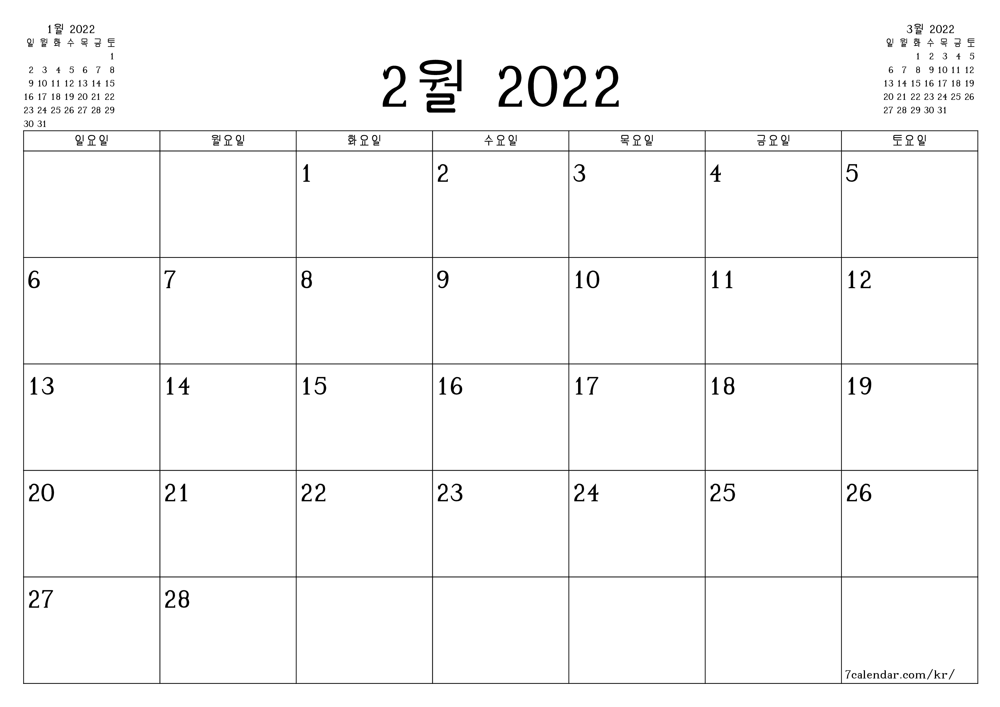 1월 2022
일 월 화 수 목 금 토
1
2 3 4 5 6 7 8
9 10 11 12 13 14 15
16 17 18 19 20 21 22
23 24 25 26 27 28 29
30 31
2월 2022
3월 2022
일 월 화 수 목 금 토
1 2 3 4 5
6 7 8 9 10 11 12
13 14 15 16 17 18 19
20 21 22 23 24 25 26
27 28 29 30 31
일요일 월요일 화요일 수요일 목요일 금요일 토요일
1 2 3 4 5
6 7 8 9 10 11 12
13 14 15 16 17 18 19
20 21 22 23 24 25 26
27 28
7calendar.com/kr/